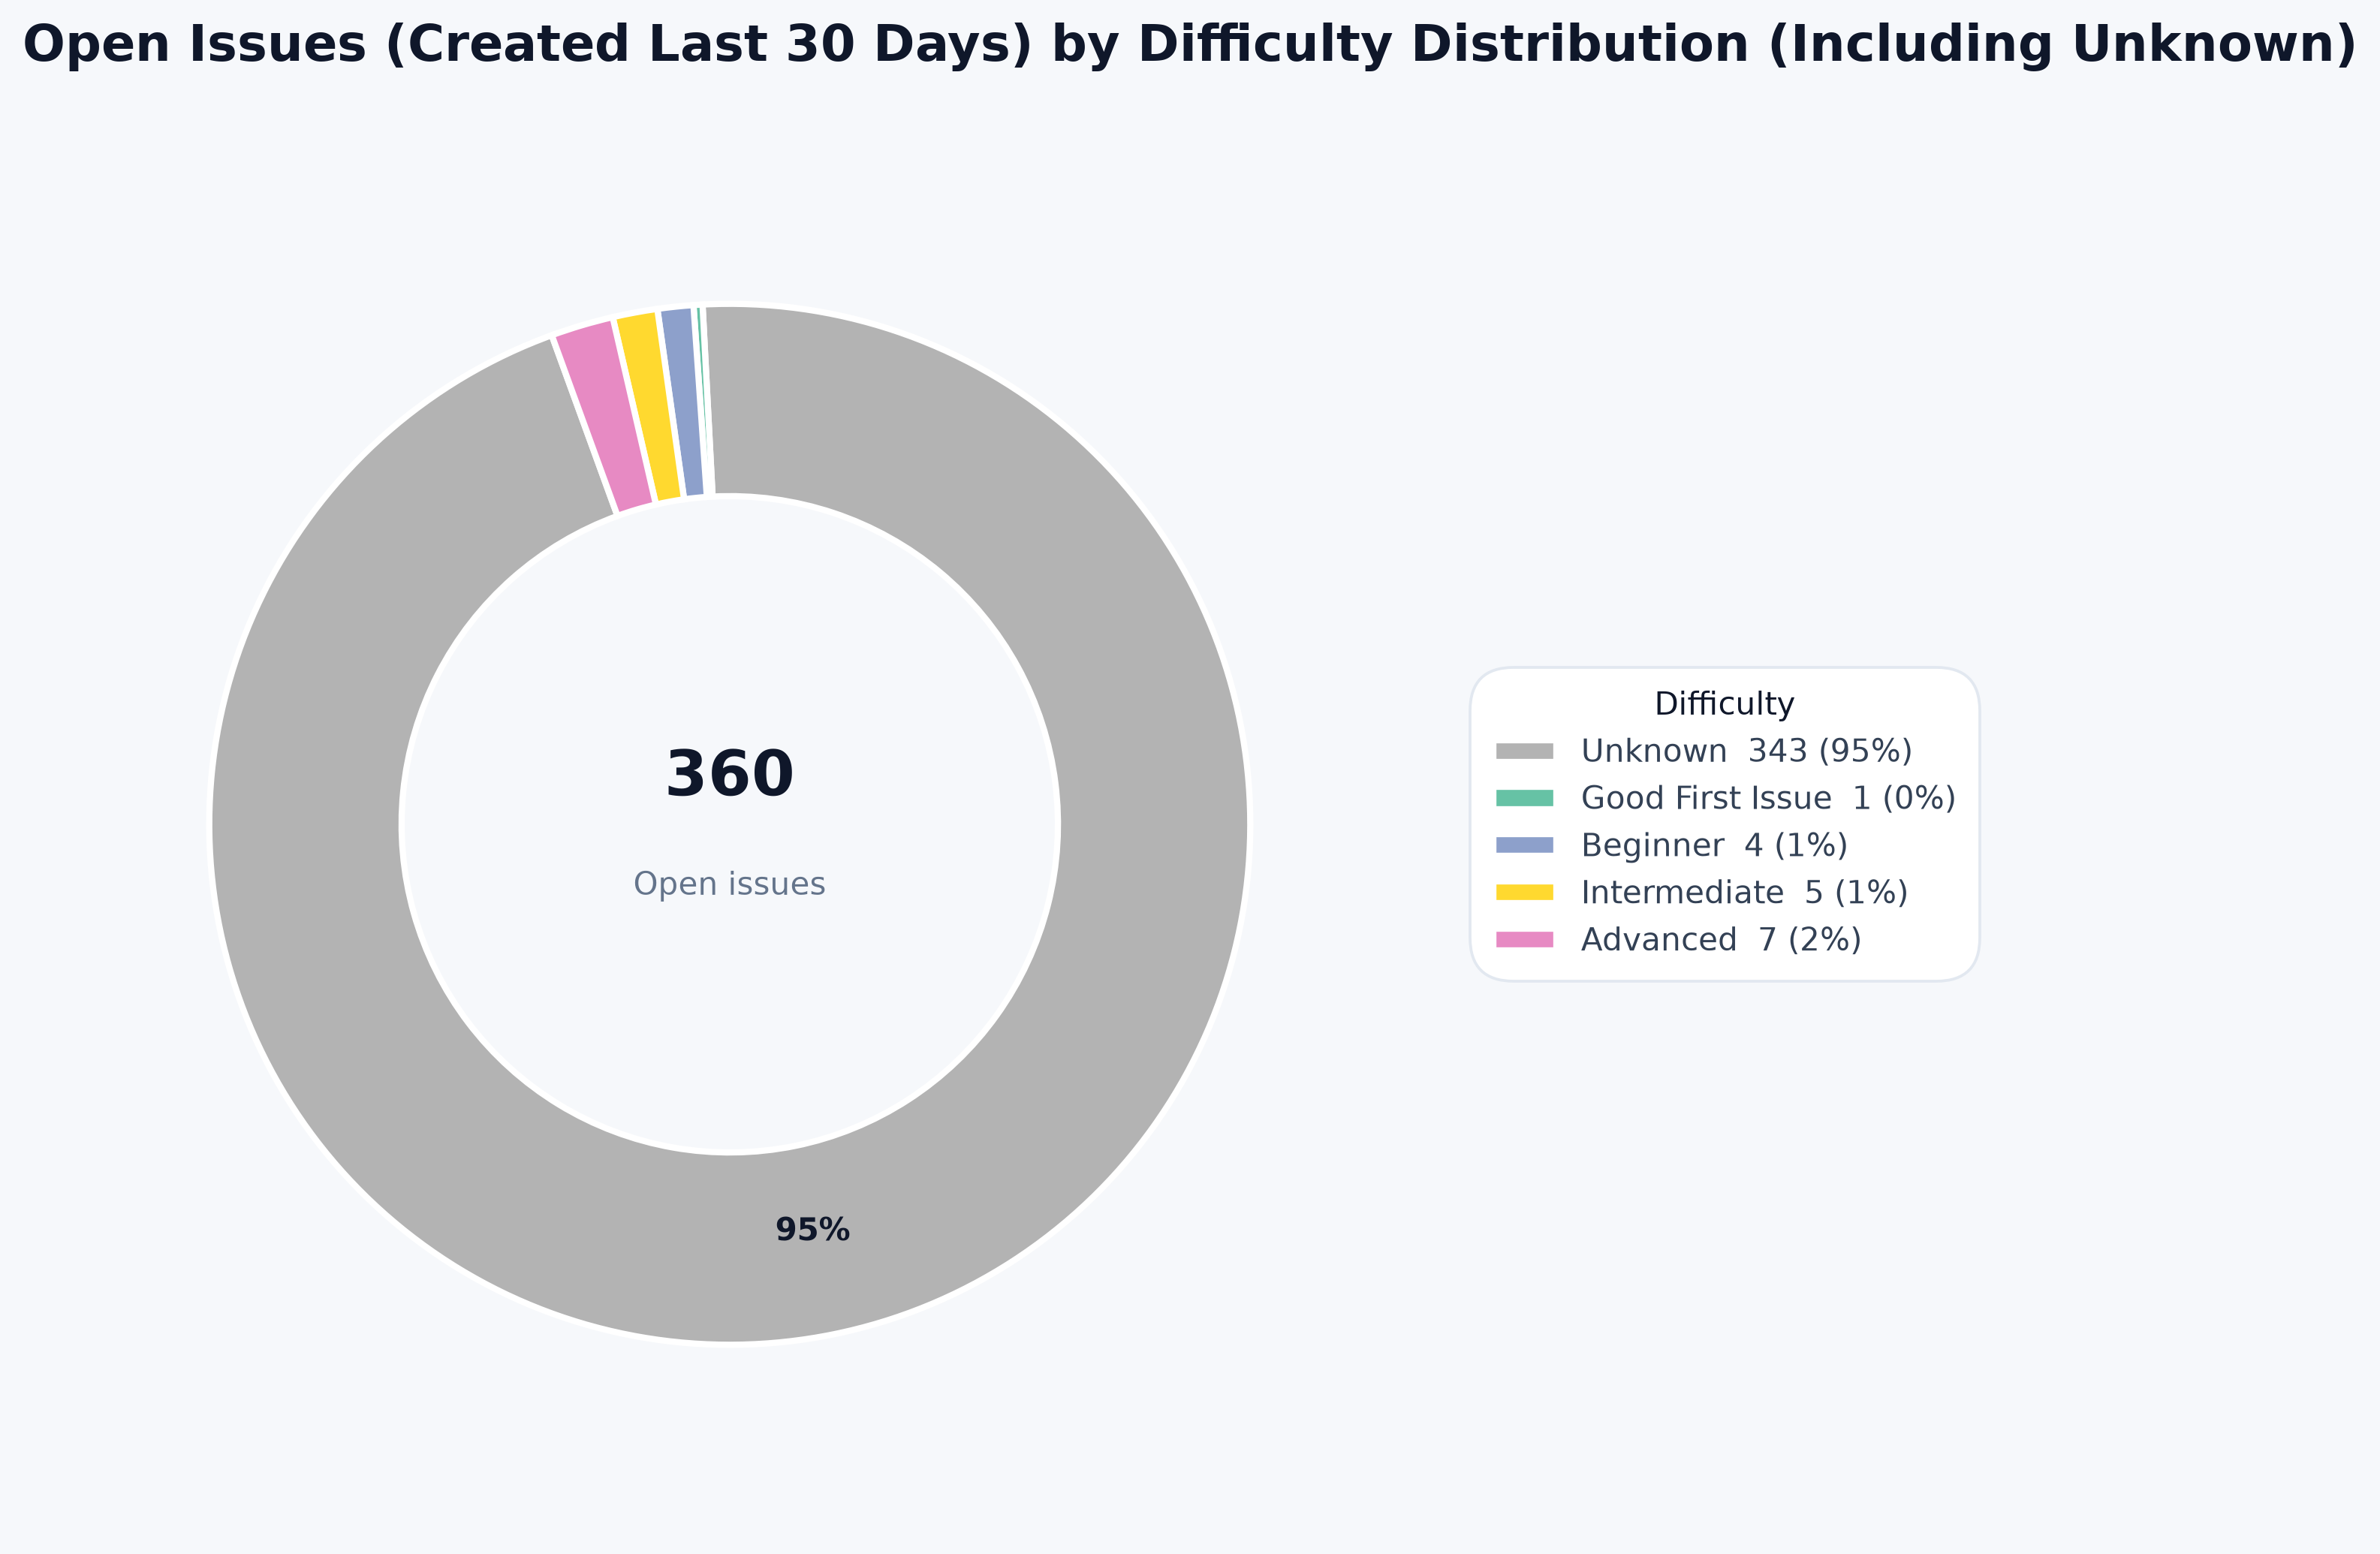 Open Issues (Created Last 30 Days) by Difficulty Distribution (Including Unknown)
360
Open issues
95%
Difficulty
Unknown 343 (95%)
Good First Issue 1 (0%)
Beginner 4 (1%)
Intermediate 5 (1%)
Advanced 7 (2%)